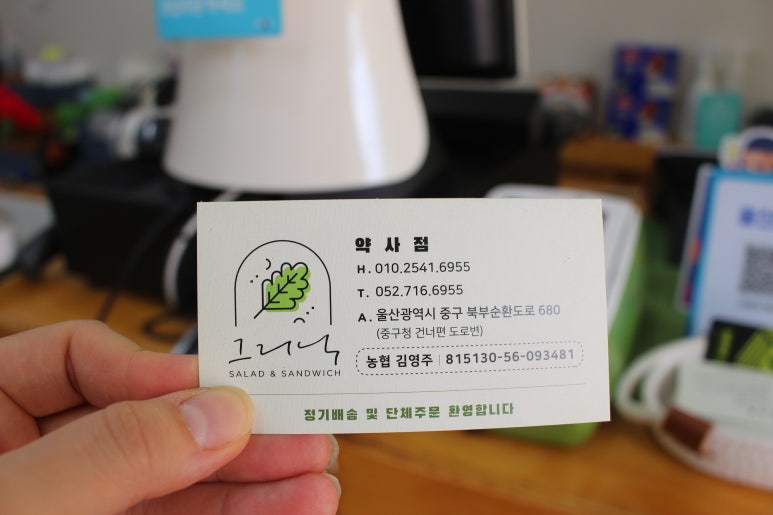 그리닉
SALAD & SANDWICH
약사점
H. 010.2541.6955
T. 052.716.6955
A. 울산광역시 중구 북부순환도로 680
(중구청 건너편 도로변)
농협 김영주 | 815130-56-093481
정기배송 및 단체주문 환영합니다